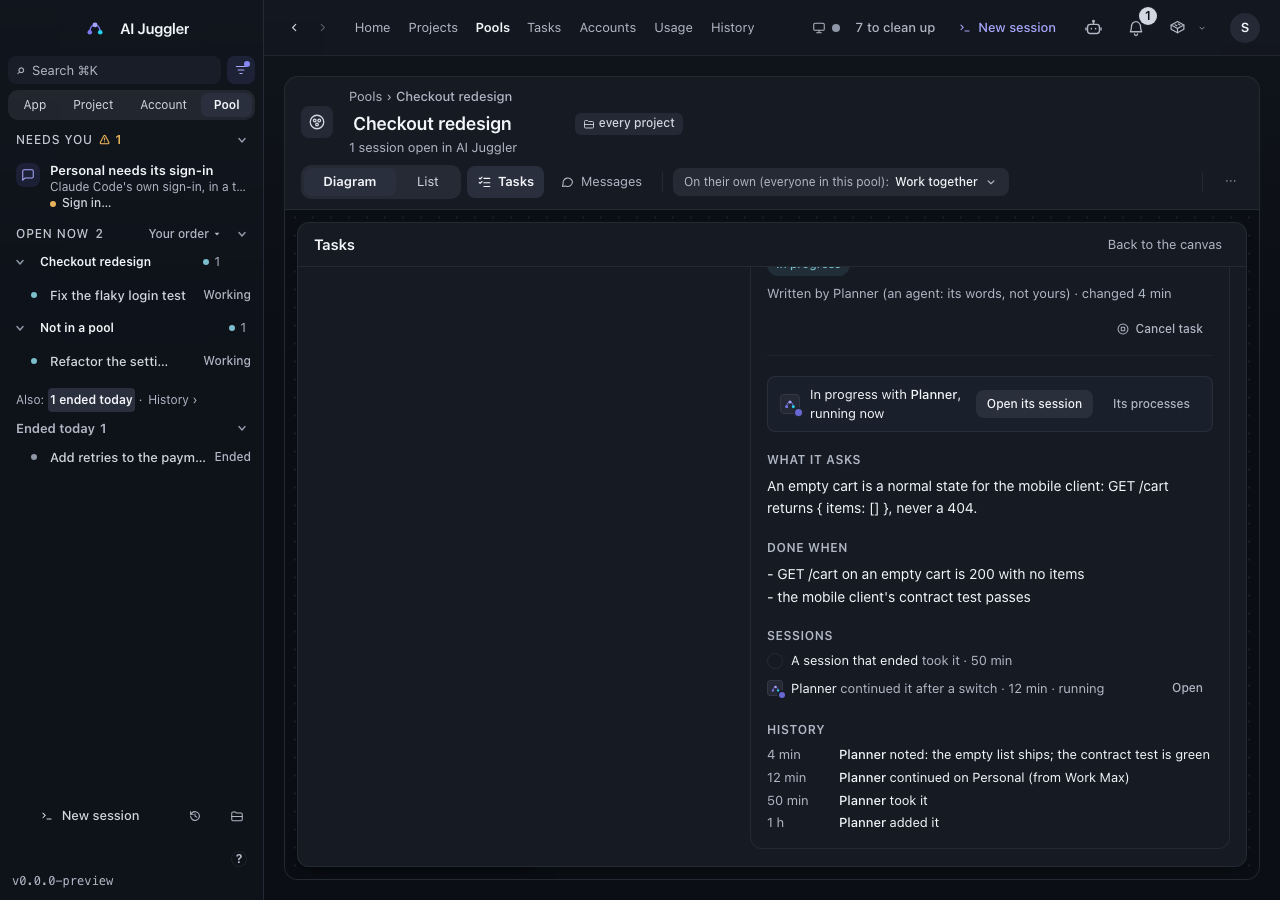 AI Juggler
Search ⌘K
App Project Account Pool
NEEDS YOU 1
Personal needs its sign-in
Claude Code's own sign-in, in a t...
Sign in...
OPEN NOW 2 Your order
Checkout redesign 1
Fix the flaky login test Working
Not in a pool 1
Refactor the setti... Working
Also: 1 ended today · History ›
Ended today 1
Add retries to the paym... Ended
New session
?
v0.0.0-preview
Home Projects Pools Tasks Accounts Usage History
7 to clean up
New session
1
S
Pools › Checkout redesign
Checkout redesign
every project
1 session open in AI Juggler
Diagram List Tasks Messages
On their own (everyone in this pool): Work together
...
Tasks
Back to the canvas
In progress
Written by Planner (an agent: its words, not yours) · changed 4 min
Cancel task
In progress with Planner,
running now
Open its session
Its processes
WHAT IT ASKS
An empty cart is a normal state for the mobile client: GET /cart
returns { items: [] }, never a 404.
DONE WHEN
- GET /cart on an empty cart is 200 with no items
- the mobile client's contract test passes
SESSIONS
A session that ended took it · 50 min
Planner continued it after a switch · 12 min · running Open
HISTORY
4 min Planner noted: the empty list ships; the contract test is green
12 min Planner continued on Personal (from Work Max)
50 min Planner took it
1 h Planner added it